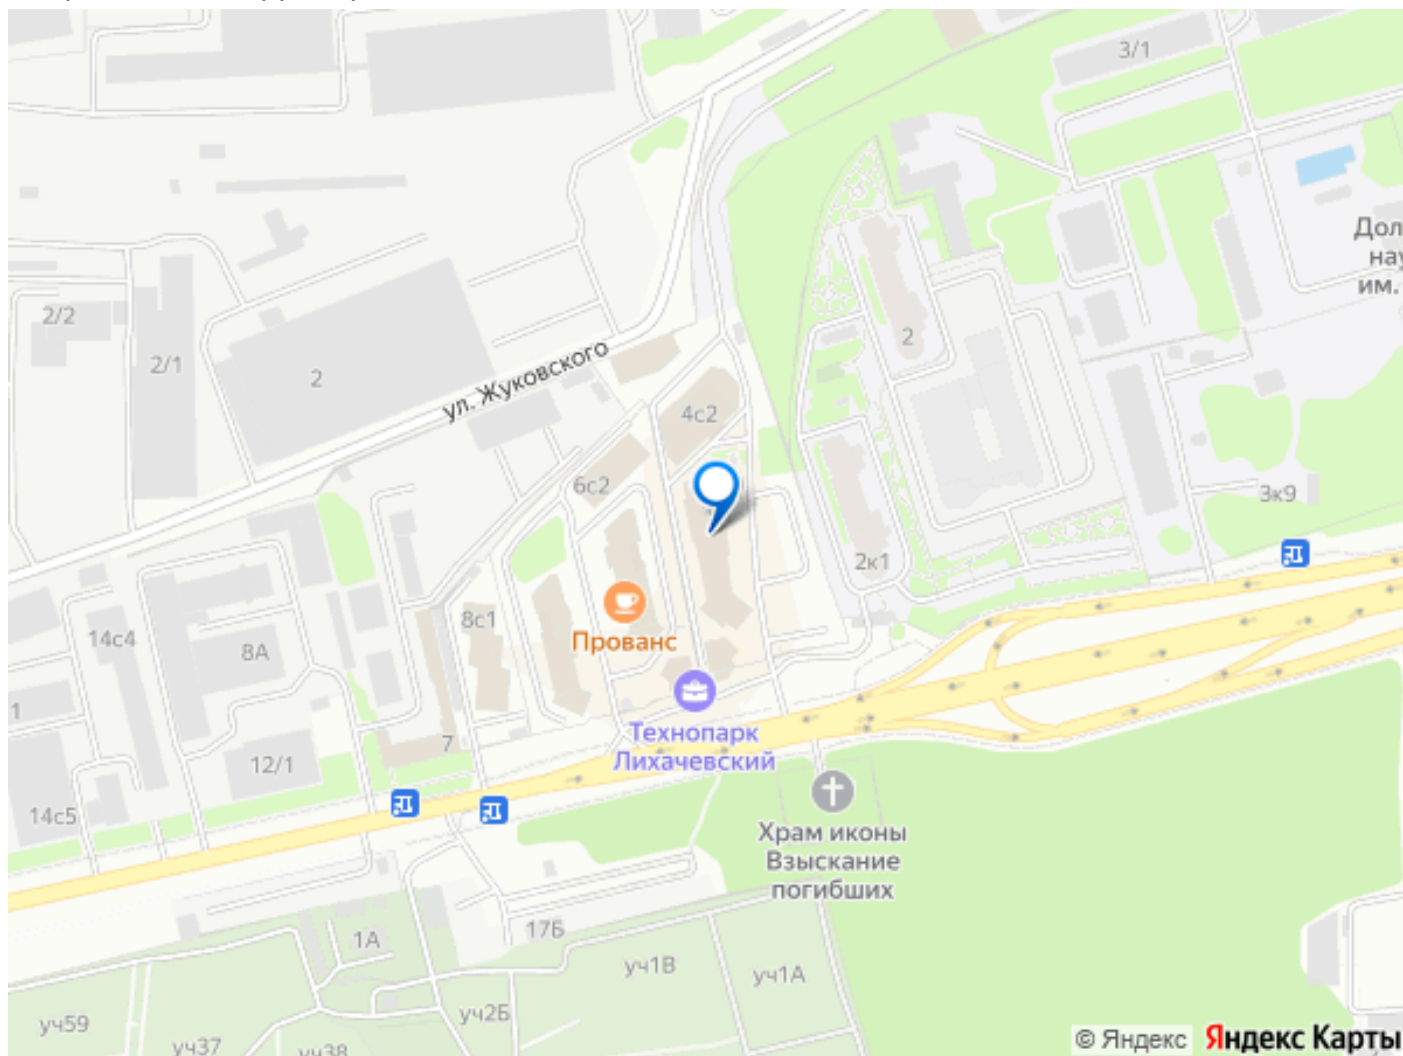 3/1
Дол
нау
им.
2/2
2/1
2
ул. Жуковского
2
4с2
6с2
3к9
2к1
8с1
14с4
8А
Прованс
1
7
Технопарк
Лихачевский
12/1
14с5
Храм иконы
Взыскание
погибших
17Б
1А
уч1В
уч1А
уч2Б
уч59
уч37
уч38
© Яндекс
Яндекс Карты